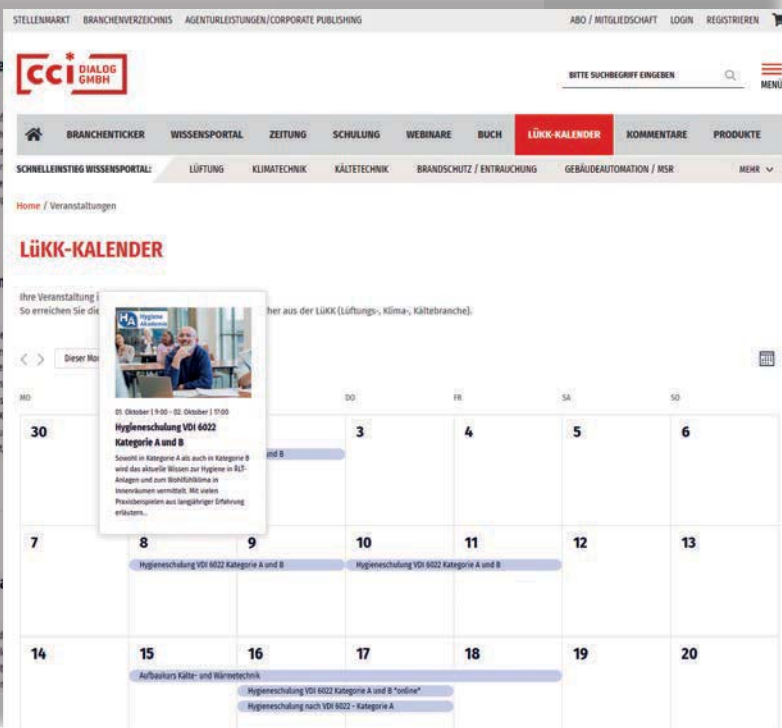 STELLENMARKT BRANCHENVERZEICHNIS AGENTURLEISTUNGEN/CORPORATE PUBLISHING ABO / MITGLIEDSCHAFT LOGIN REGISTRIEREN
cci DIALOG GMBH
BITTE SUCHBEGRIFF EINGEBEN
MENÜ
BRANCHENTICKER WISSENSPORTAL ZEITUNG SCHULUNG WEBINARE BUCH LÜKK-KALENDER KOMMENTARE PRODUKTE
SCHNELLEINSTIEG WISSENSPORTAL: LÜFTUNG KLIMATECHNIK KÄLTETECHNIK BRANDSCHUTZ / ENTRAUCHUNG GEBÄUDEAUTOMATION / MSR MEHR
Home / Veranstaltungen
LüKK-KALENDER
Ihre Veranstaltung
So erreichen Sie die her aus der LüKK (Lüftungs-, Klima-, Kältebranche).
Dieser Mo
HA Hygiene Akademie
01. Oktober | 9:00 - 02. Oktober | 17:00
Hygieneschulung VDI 6022
Kategorie A und B
Sowohl in Kategorie A als auch in Kategorie B
wird das aktuelle Wissen zur Hygiene in RLT-
Anlagen und zum Wohlfühlklima in
Innenräumen vermittelt. Mit vielen
Praxisbeispielen aus langjähriger Erfahrung
erläutern...
MO DO FR SA SO
30 3 4 5 6
und B
7 8 9 10 11 12 13
Hygieneschulung VDI 6022 Kategorie A und B Hygieneschulung VDI 6022 Kategorie A und B
14 15 16 17 18 19 20
Aufbaukurs Kälte- und Wärmetechnik
Hygieneschulung VDI 6022 Kategorie A und B *online*
Hygieneschulung nach VDI 6022 - Kategorie A